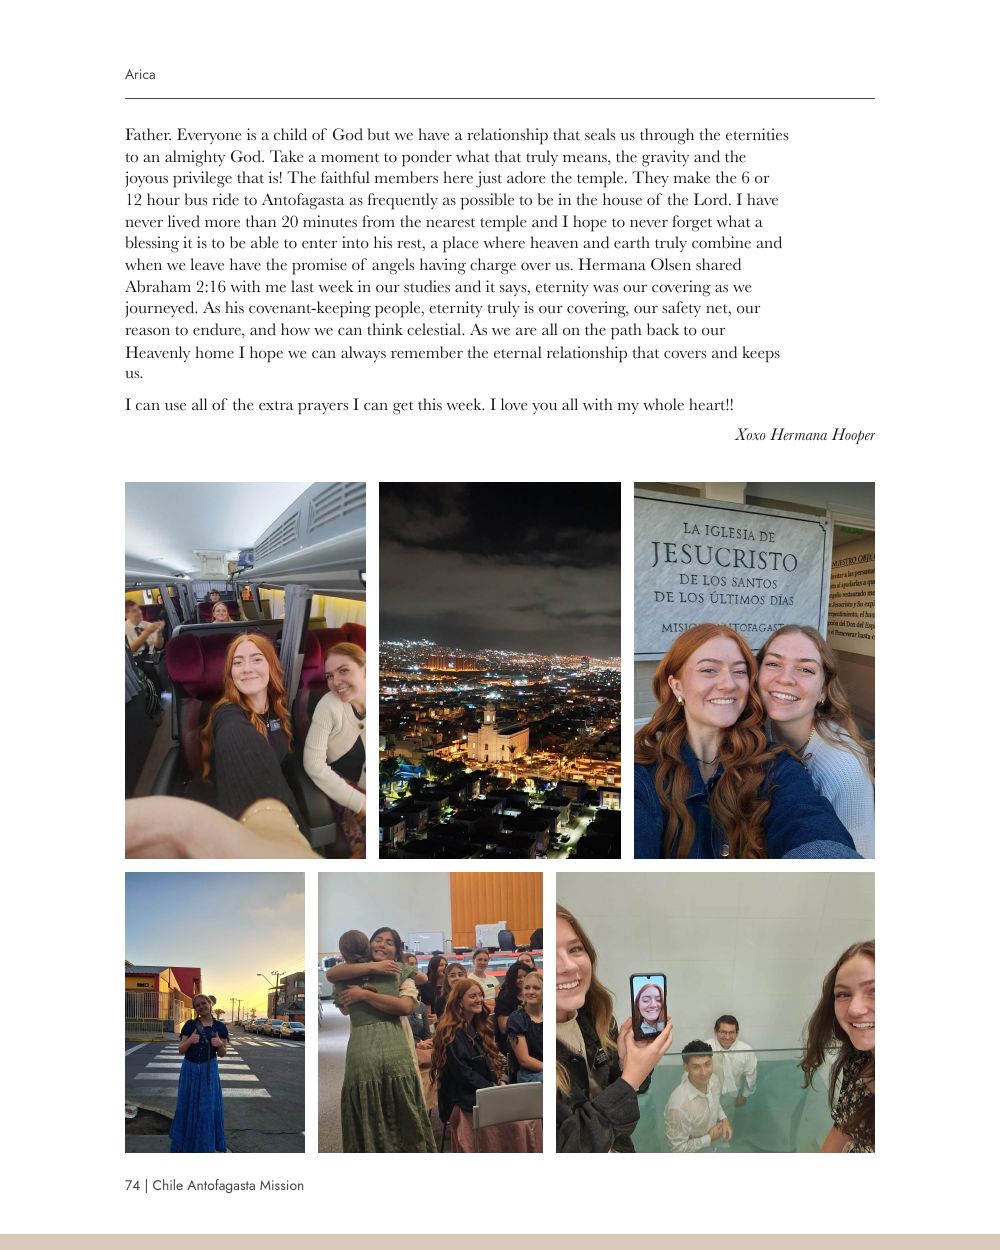 Arica
Father. Everyone is a child of God but we have a relationship that seals us through the eternities
to an almighty God. Take a moment to ponder what that truly means, the gravity and the
joyous privilege that is! The faithful members here just adore the temple. They make the 6 or
12 hour bus ride to Antofagasta as frequently as possible to be in the house of the Lord. I have
never lived more than 20 minutes from the nearest temple and I hope to never forget what a
blessing it is to be able to enter into his rest, a place where heaven and earth truly combine and
when we leave have the promise of angels having charge over us. Hermana Olsen shared
Abraham 2:16 with me last week in our studies and it says, eternity was our covering as we
journeyed. As his covenant-keeping people, eternity truly is our covering, our safety net, our
reason to endure, and how we can think celestial. As we are all on the path back to our
Heavenly home I hope we can always remember the eternal relationship that covers and keeps
us.
I can use all of the extra prayers I can get this week. I love you all with my whole heart!!
Xoxo Hermana Hooper
LA IGLESIA DE
JESUCRISTO
DE LOS SANTOS
DE LOS ÚLTIMOS DÍAS
NUESTRO
a las personas
Jesucristo y Su
del Don del
Perseverar hasta
74 | Chile Antofagasta Mission